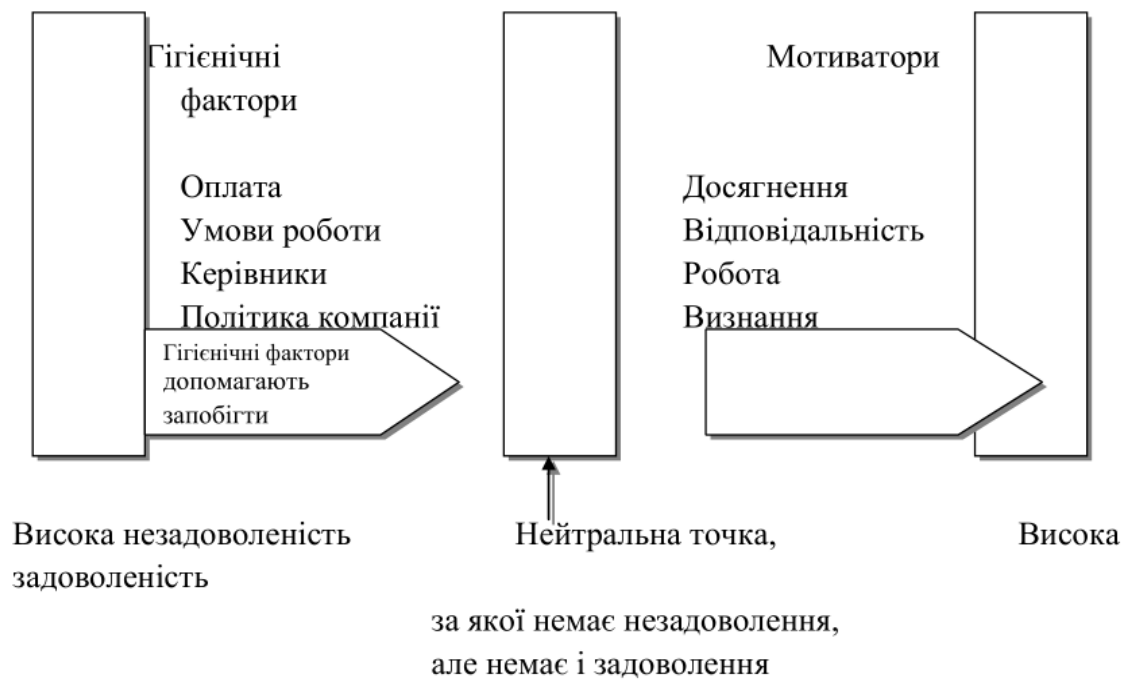 Гігієнічні
фактори
Мотиватори
Оплата
Умови роботи
Керівники
Політика компанії
Досягнення
Відповідальність
Робота
Визнання
Гігієнічні фактори
допомагають
запобігти
Висока незадоволеність Нейтральна точка, Висока
задоволеність
за якої немає незадоволення,
але немає і задоволення